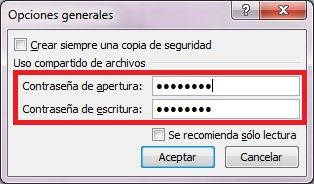 Opciones generales
Crear siempre una copia de seguridad
Uso compartido de archivos
Contraseña de apertura: ••••••••
Contraseña de escritura: ••••••••
Se recomienda sólo lectura
Aceptar Cancelar